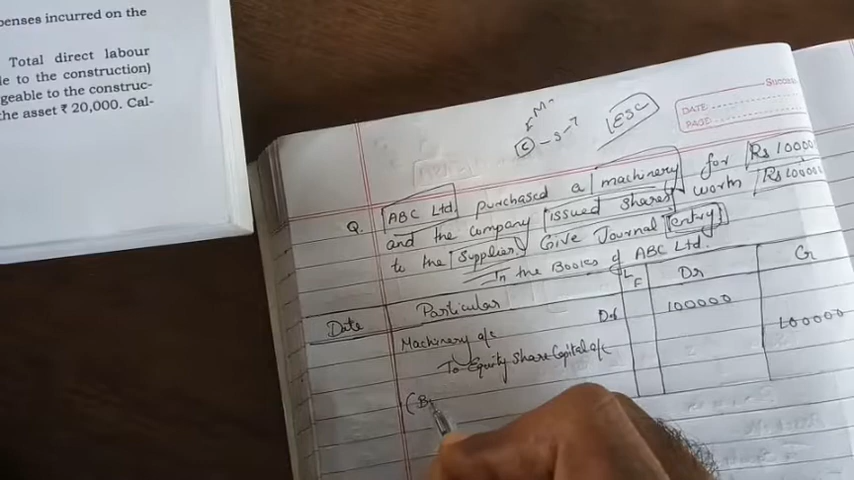 penses incurred on the
Total direct labour
le to the construction)
geable to the construc-
he asset ₹ 20,000. Cal-
SUCCESS
DATE:
PAGE:
ESC
C - S - 7
Q. ABC Ltd purchased a machinery for Rs 100000
and the company issued shares worth Rs 100000
to the Supplier. Give Journal entry
In the Books of ABC Ltd.
Date Particular LF Dr Cr
Machinery a/c Dr 100000
To Equity Share Capital a/c 100000
(B